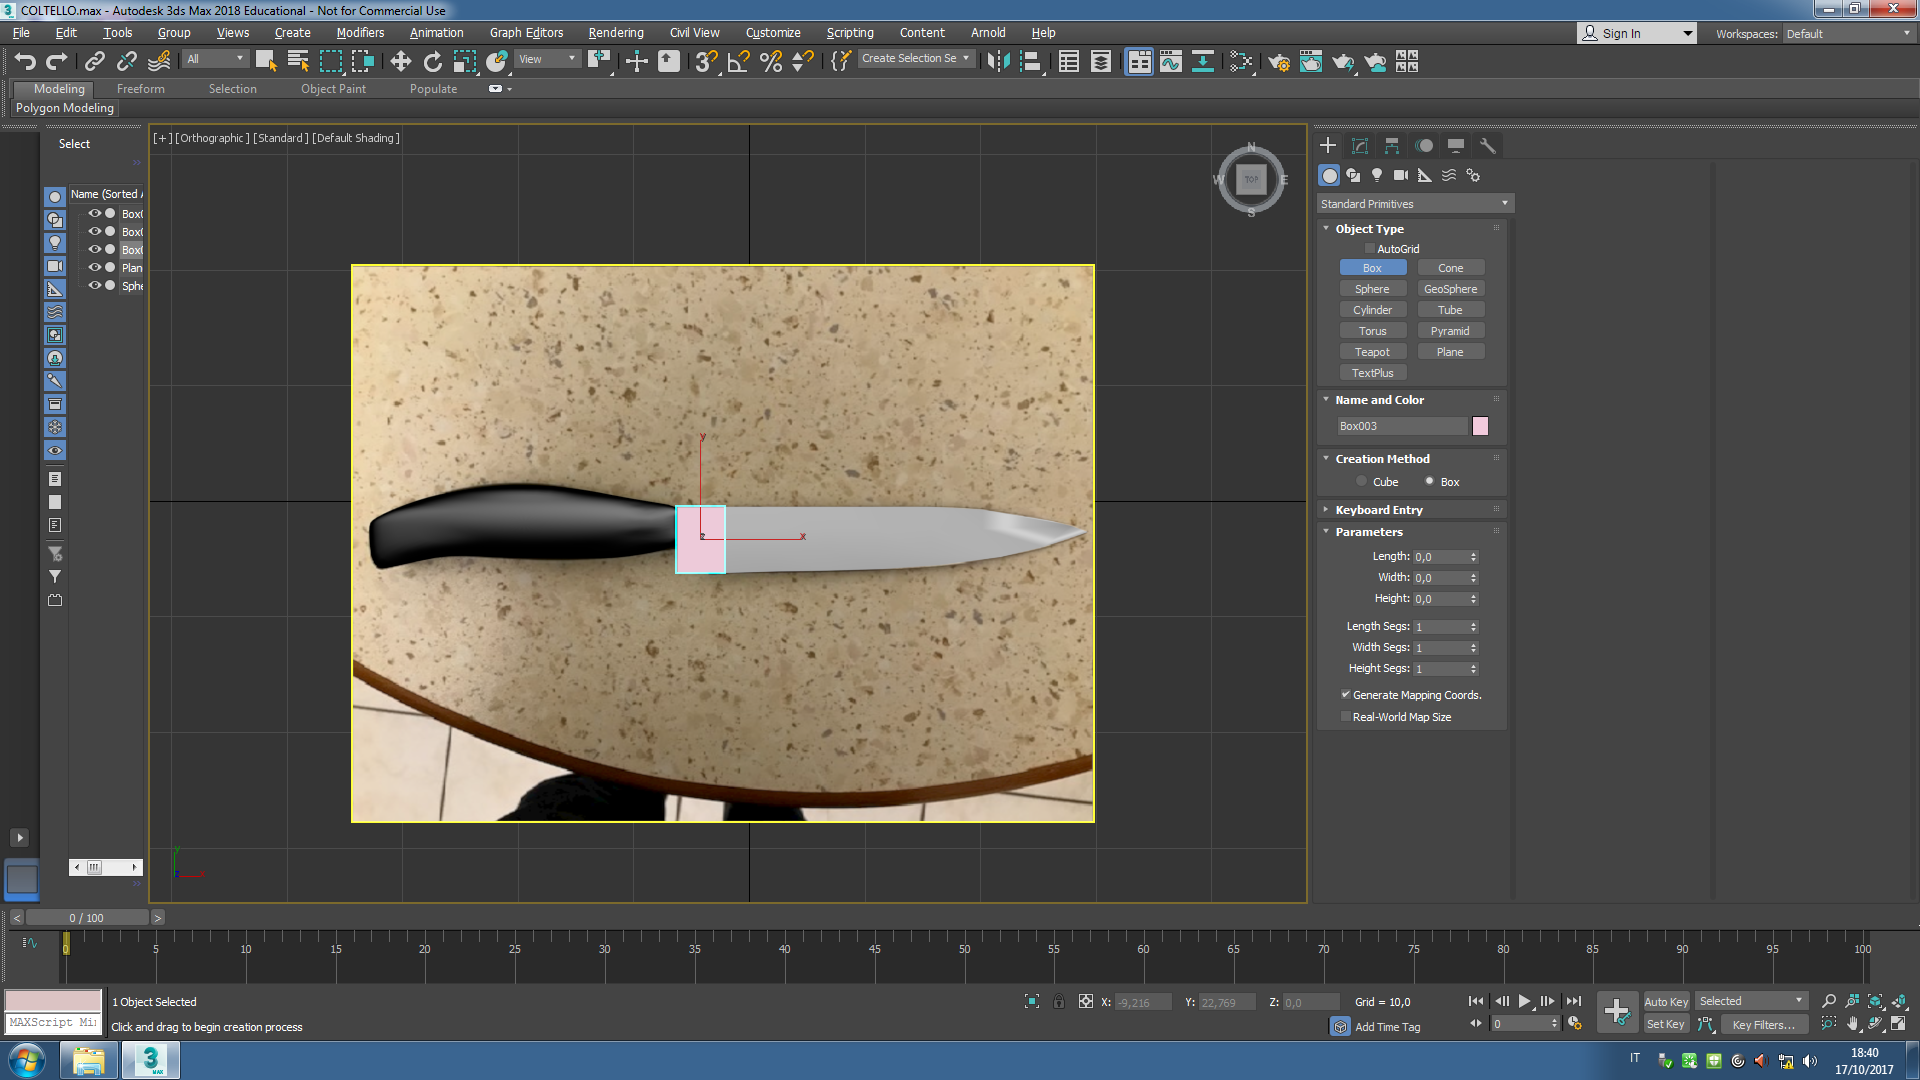 COLTELLO.max - Autodesk 3ds Max 2018 Educational - Not for Commercial Use
File Edit Tools Group Views Create Modifiers Animation Graph Editors Rendering Civil View Customize Scripting Content Arnold Help
Sign In
Workspaces: Default
All
View
Create Selection Se
Modeling Freeform Selection Object Paint Populate
Polygon Modeling
Select
[+] [Orthographic] [Standard] [Default Shading]
Name (Sorted A
Box0
Box0
Box0
Plan
Sphe
N
W TOP E
S
y
z x
y
Standard Primitives
Object Type
AutoGrid
Box Cone
Sphere GeoSphere
Cylinder Tube
Torus Pyramid
Teapot Plane
TextPlus
Name and Color
Box003
Creation Method
Cube Box
Keyboard Entry
Parameters
Length: 0,0
Width: 0,0
Height: 0,0
Length Segs: 1
Width Segs: 1
Height Segs: 1
Generate Mapping Coords.
Real-World Map Size
< 0 / 100 >
0 5 10 15 20 25 30 35 40 45 50 55 60 65 70 75 80 85 90 95 100
1 Object Selected
X: -9,216 Y: 22,769 Z: 0,0 Grid = 10,0
Auto Key Selected
MAXScript Mi
Click and drag to begin creation process
Add Time Tag
0
Set Key Key Filters...
3
MAX
IT
18:40
17/10/2017